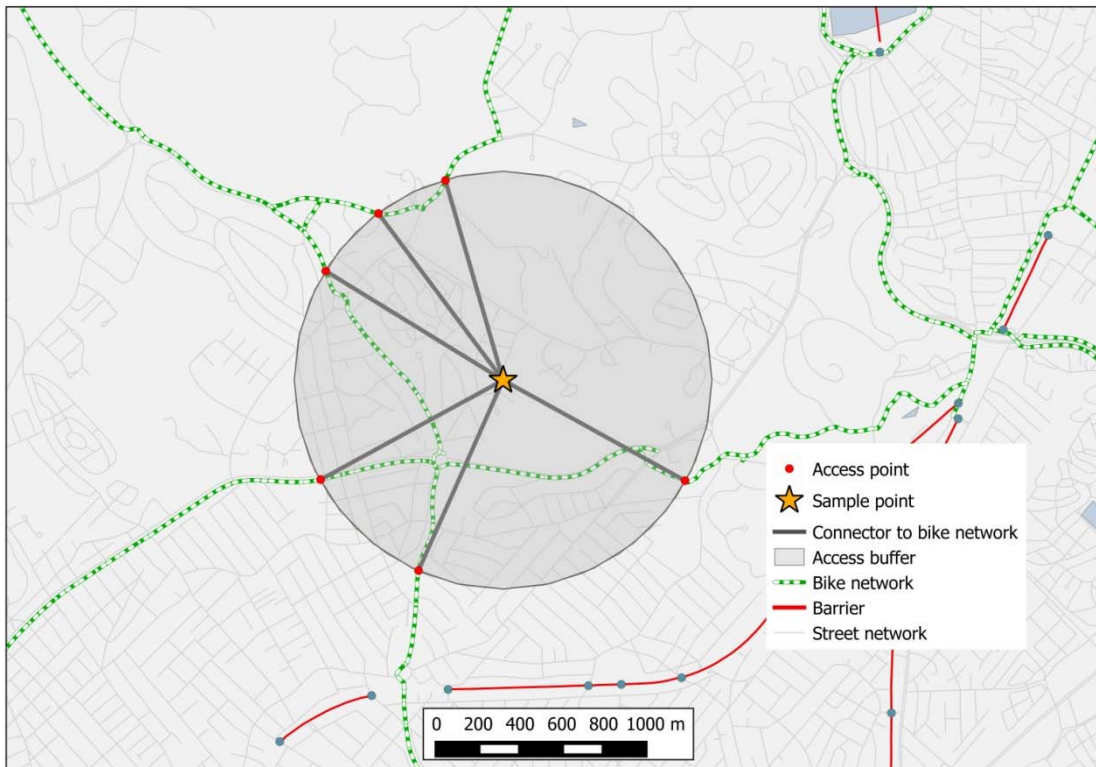 Access point
Sample point
Connector to bike network
Access buffer
Bike network
Barrier
Street network
0 200 400 600 800 1000 m